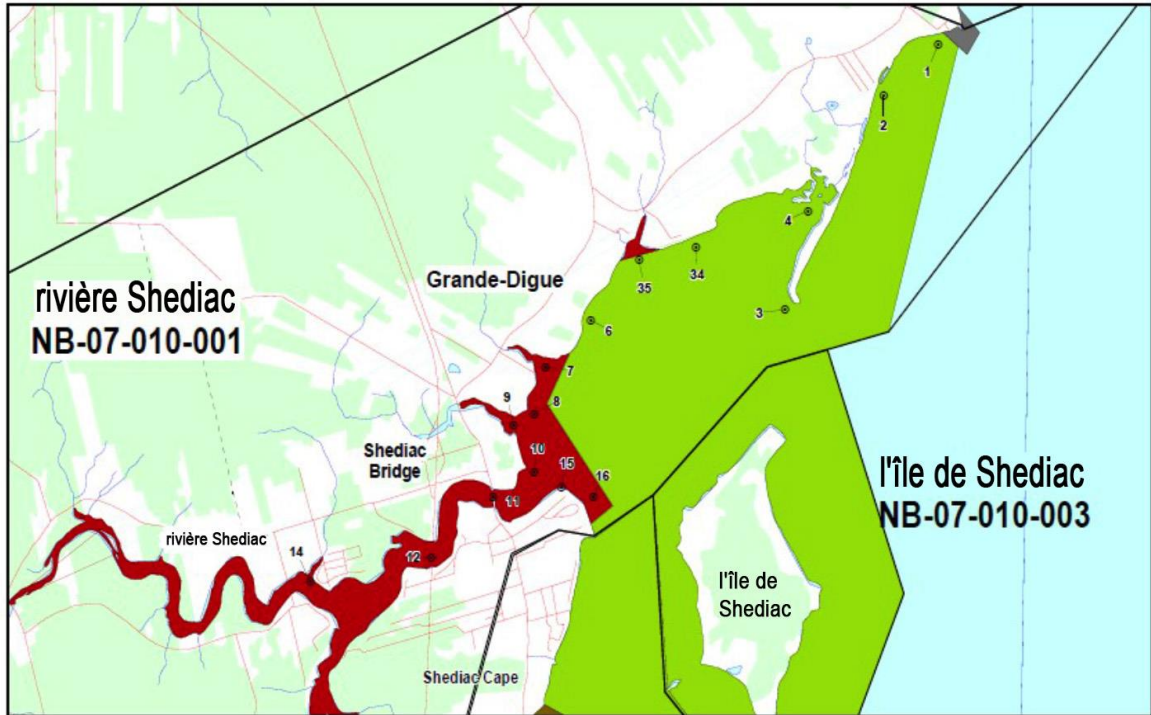 1
2
4
34
35
3
Grande-Digue
rivière Shediac
NB-07-010-001
6
7
8
9
Shediac
Bridge
10
15
16
11
l'île de Shediac
NB-07-010-003
rivière Shediac
12
14
l'île de
Shediac
Shediac Cape